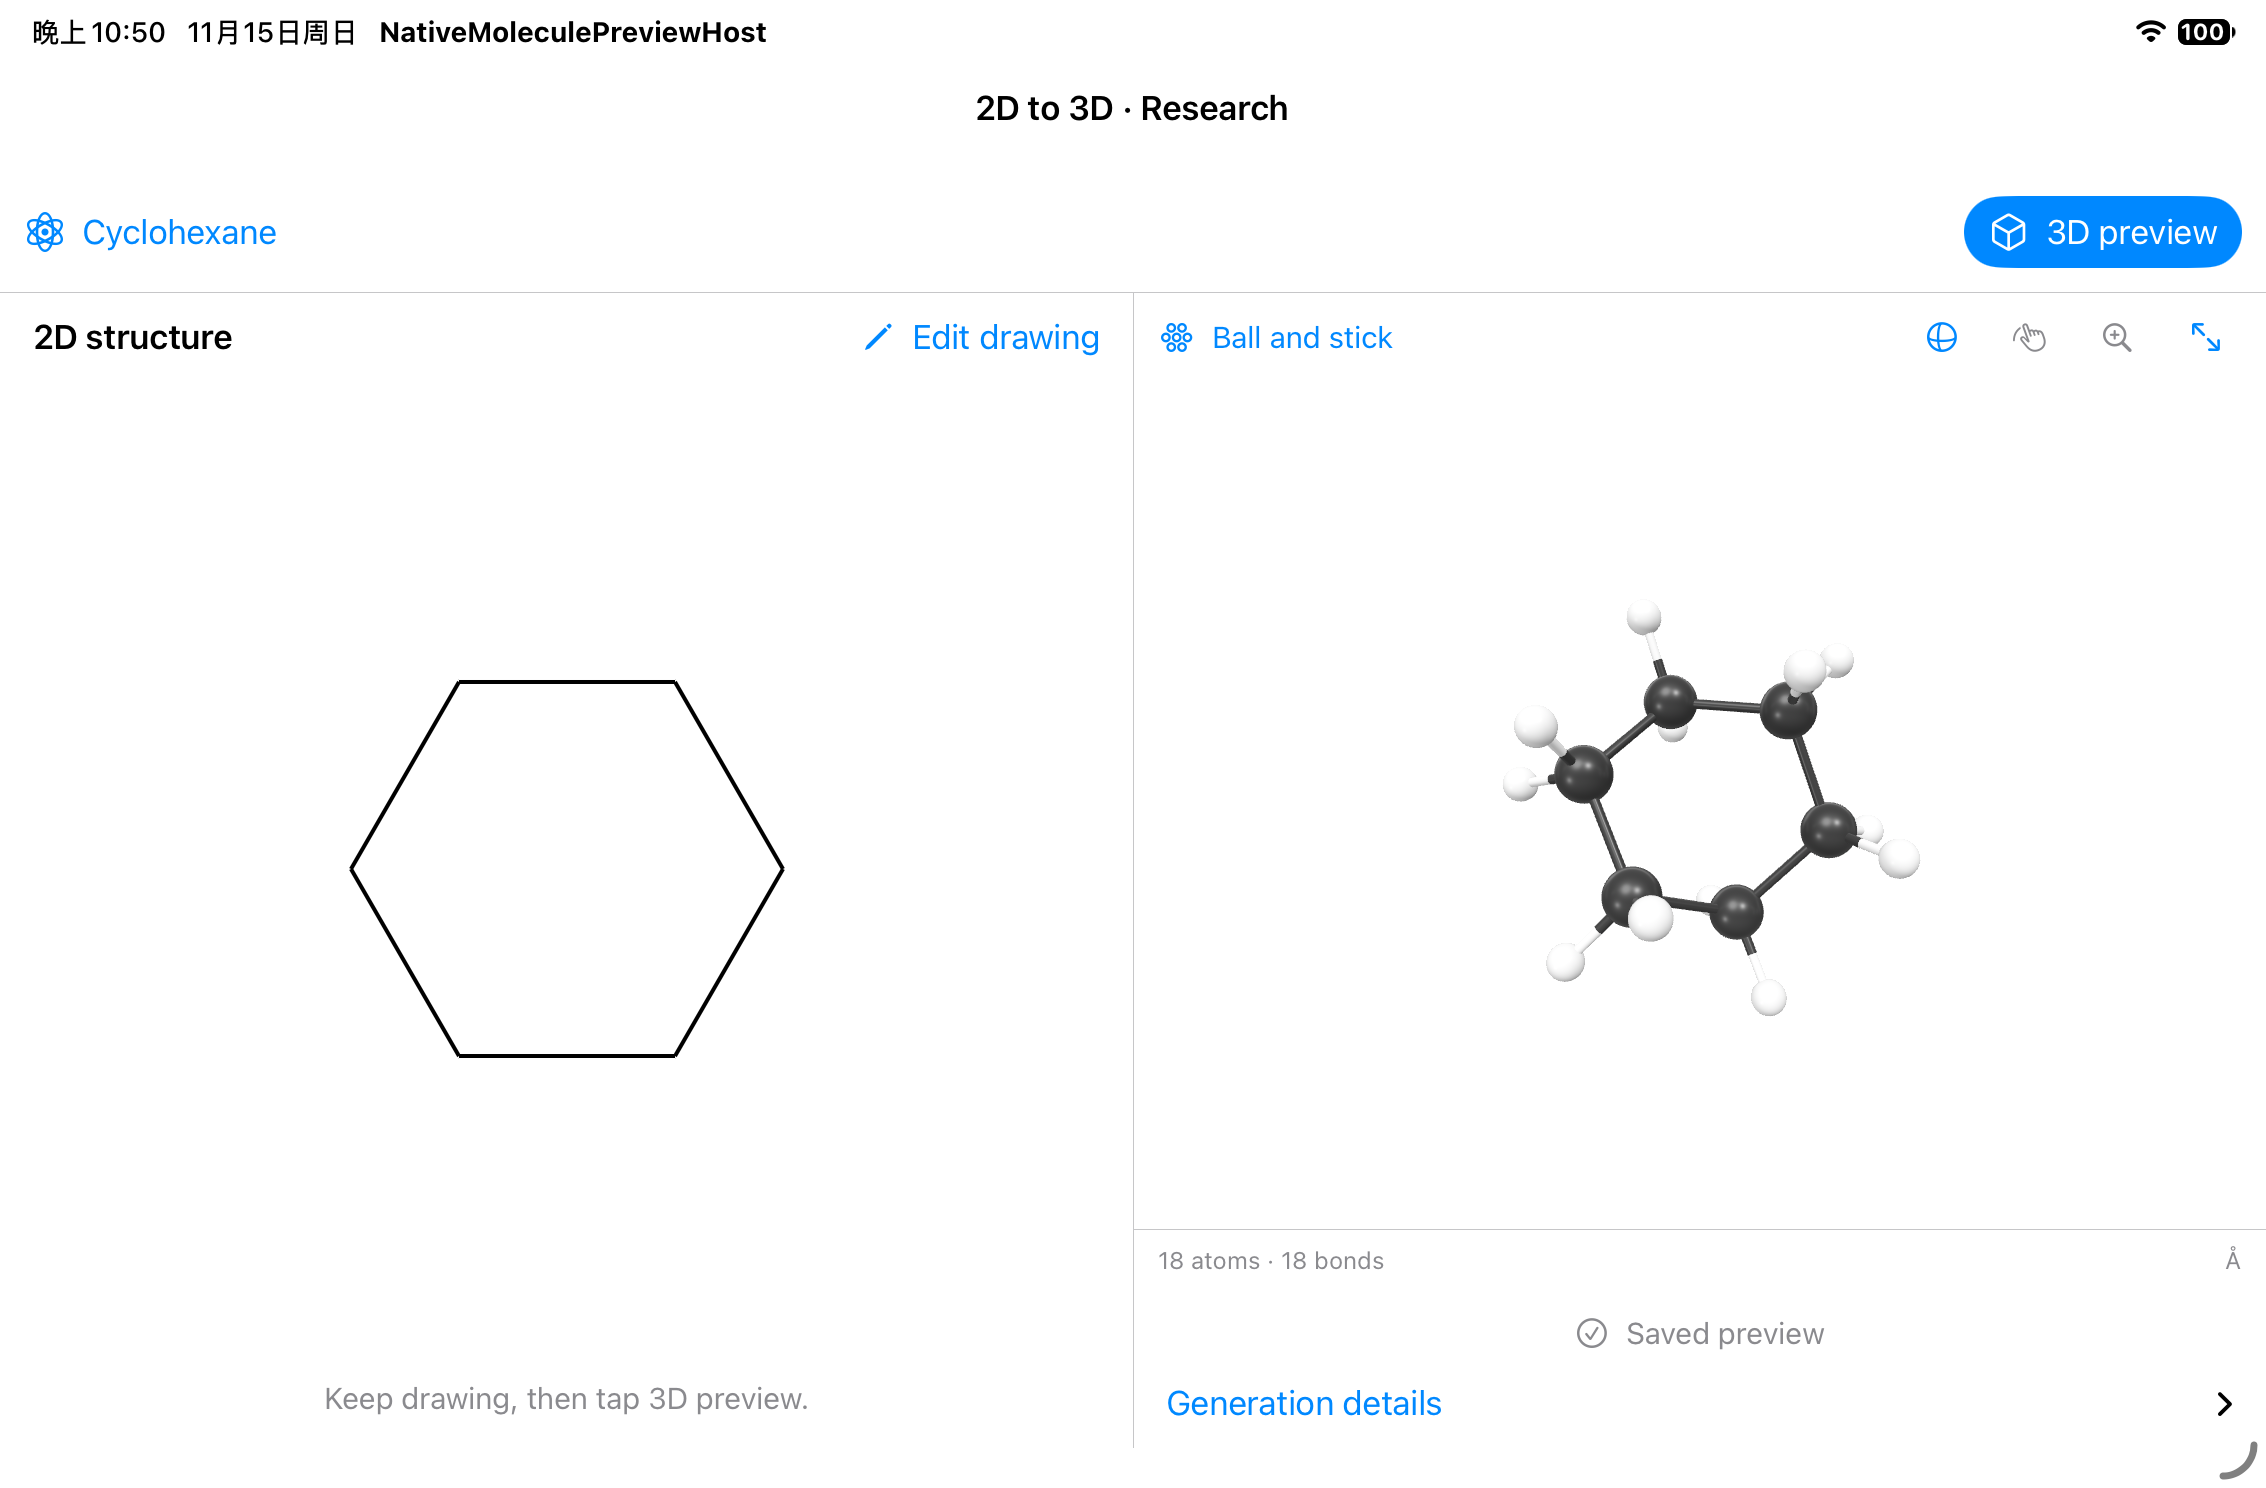 晚上10:50 11月15日周日 NativeMoleculePreviewHost 100
2D to 3D · Research
Cyclohexane 3D preview
2D structure Edit drawing Ball and stick
18 atoms · 18 bonds Å
Saved preview
Keep drawing, then tap 3D preview.
Generation details